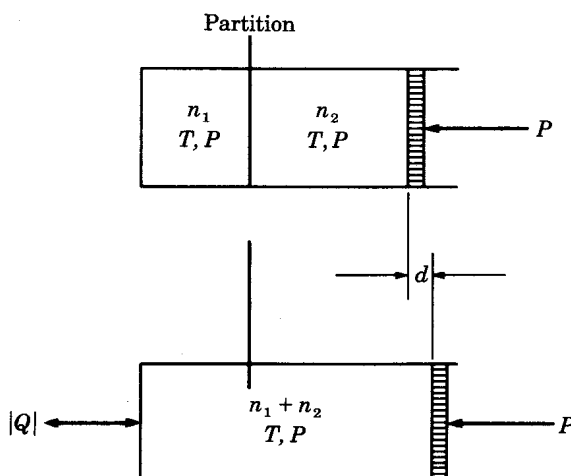 Partition
n₁
n₂
T, P
T, P
P
d
|Q|
n₁ + n₂
T, P
P